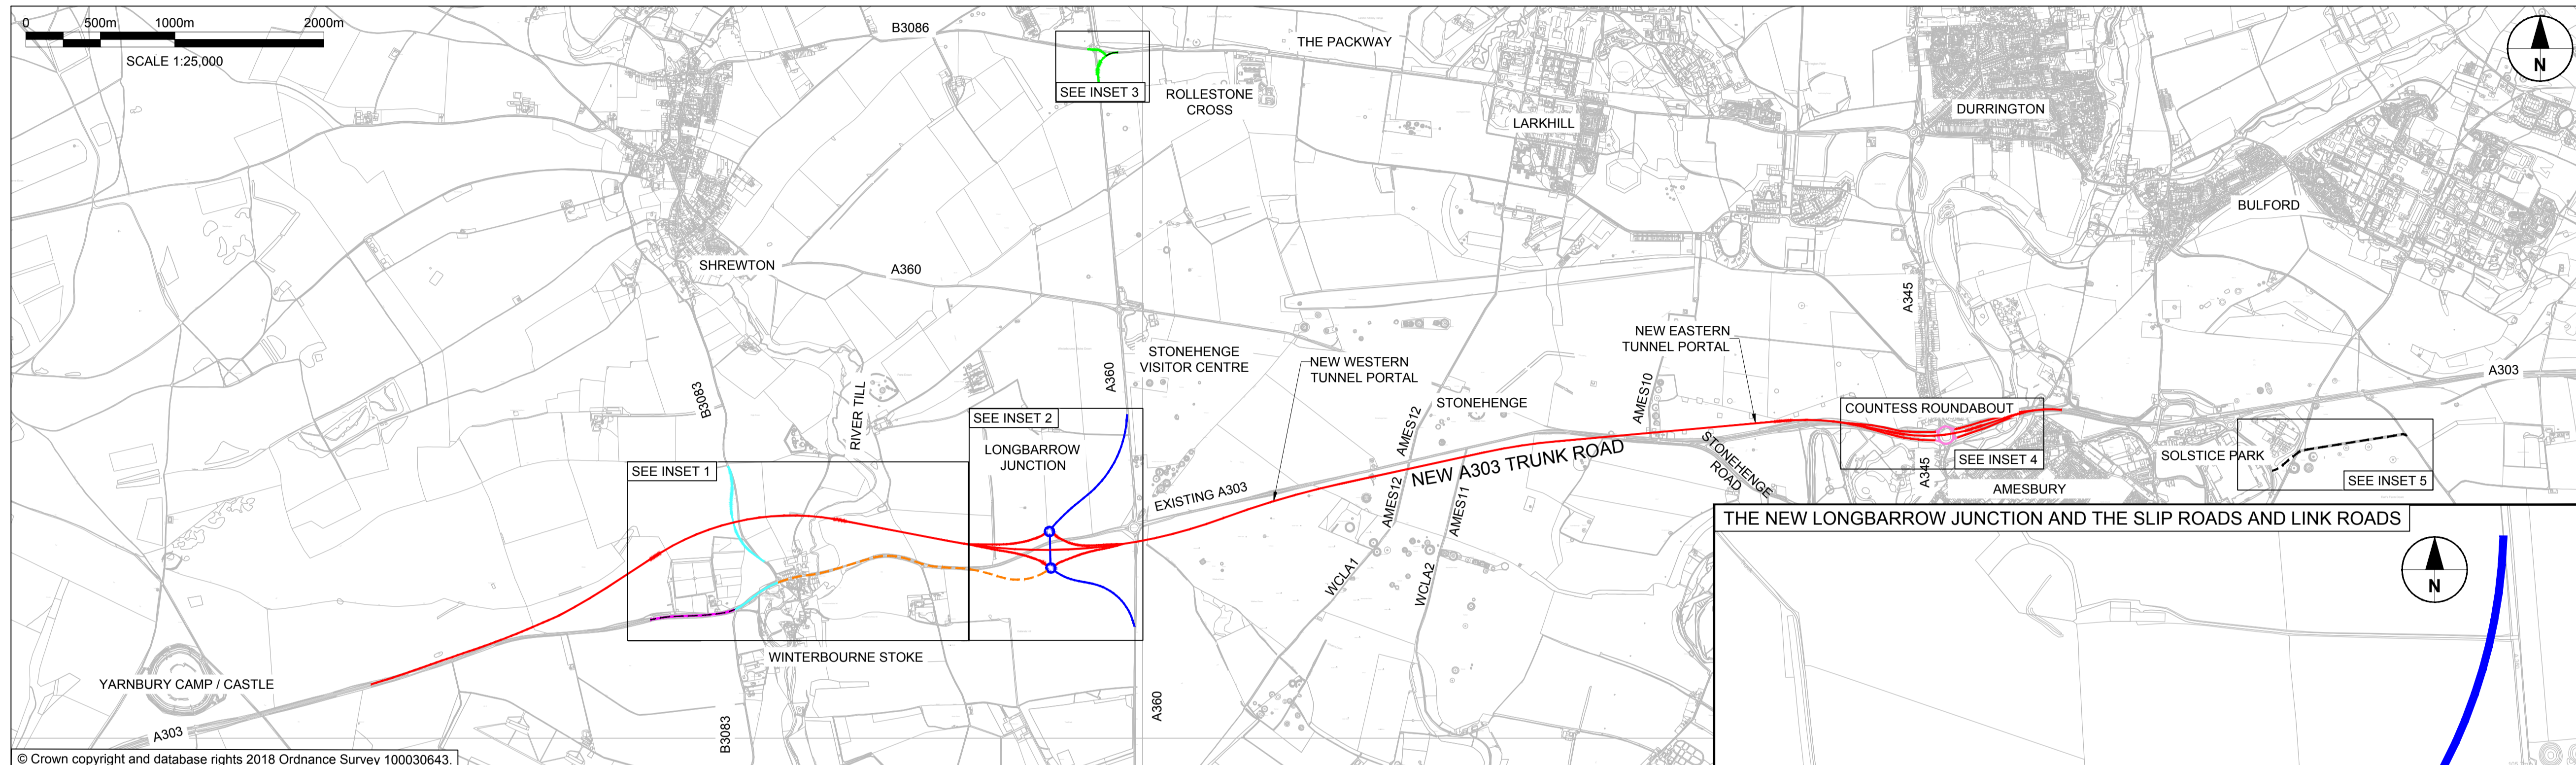 0 500m 1000m 2000m
SCALE 1:25,000
B3086
THE PACKWAY
N
SEE INSET 3
ROLLESTONE
CROSS
LARKHILL
DURRINGTON
BULFORD
SHREWTON
A360
A345
NEW EASTERN
TUNNEL PORTAL
STONEHENGE
VISITOR CENTRE
NEW WESTERN
TUNNEL PORTAL
A360
B3083
RIVER TILL
AMES10
A303
STONEHENGE
AMES12
SEE INSET 2
LONGBARROW
JUNCTION
COUNTESS ROUNDABOUT
SEE INSET 4
A345
SOLSTICE PARK
SEE INSET 5
AMESBURY
SEE INSET 1
EXISTING A303
NEW A303 TRUNK ROAD
STONEHENGE
ROAD
AMES12
AMES11
WCLA1
WCLA2
THE NEW LONGBARROW JUNCTION AND THE SLIP ROADS AND LINK ROADS
N
WINTERBOURNE STOKE
YARNBURY CAMP / CASTLE
A303
B3083
A360
© Crown copyright and database rights 2018 Ordnance Survey 100030643.